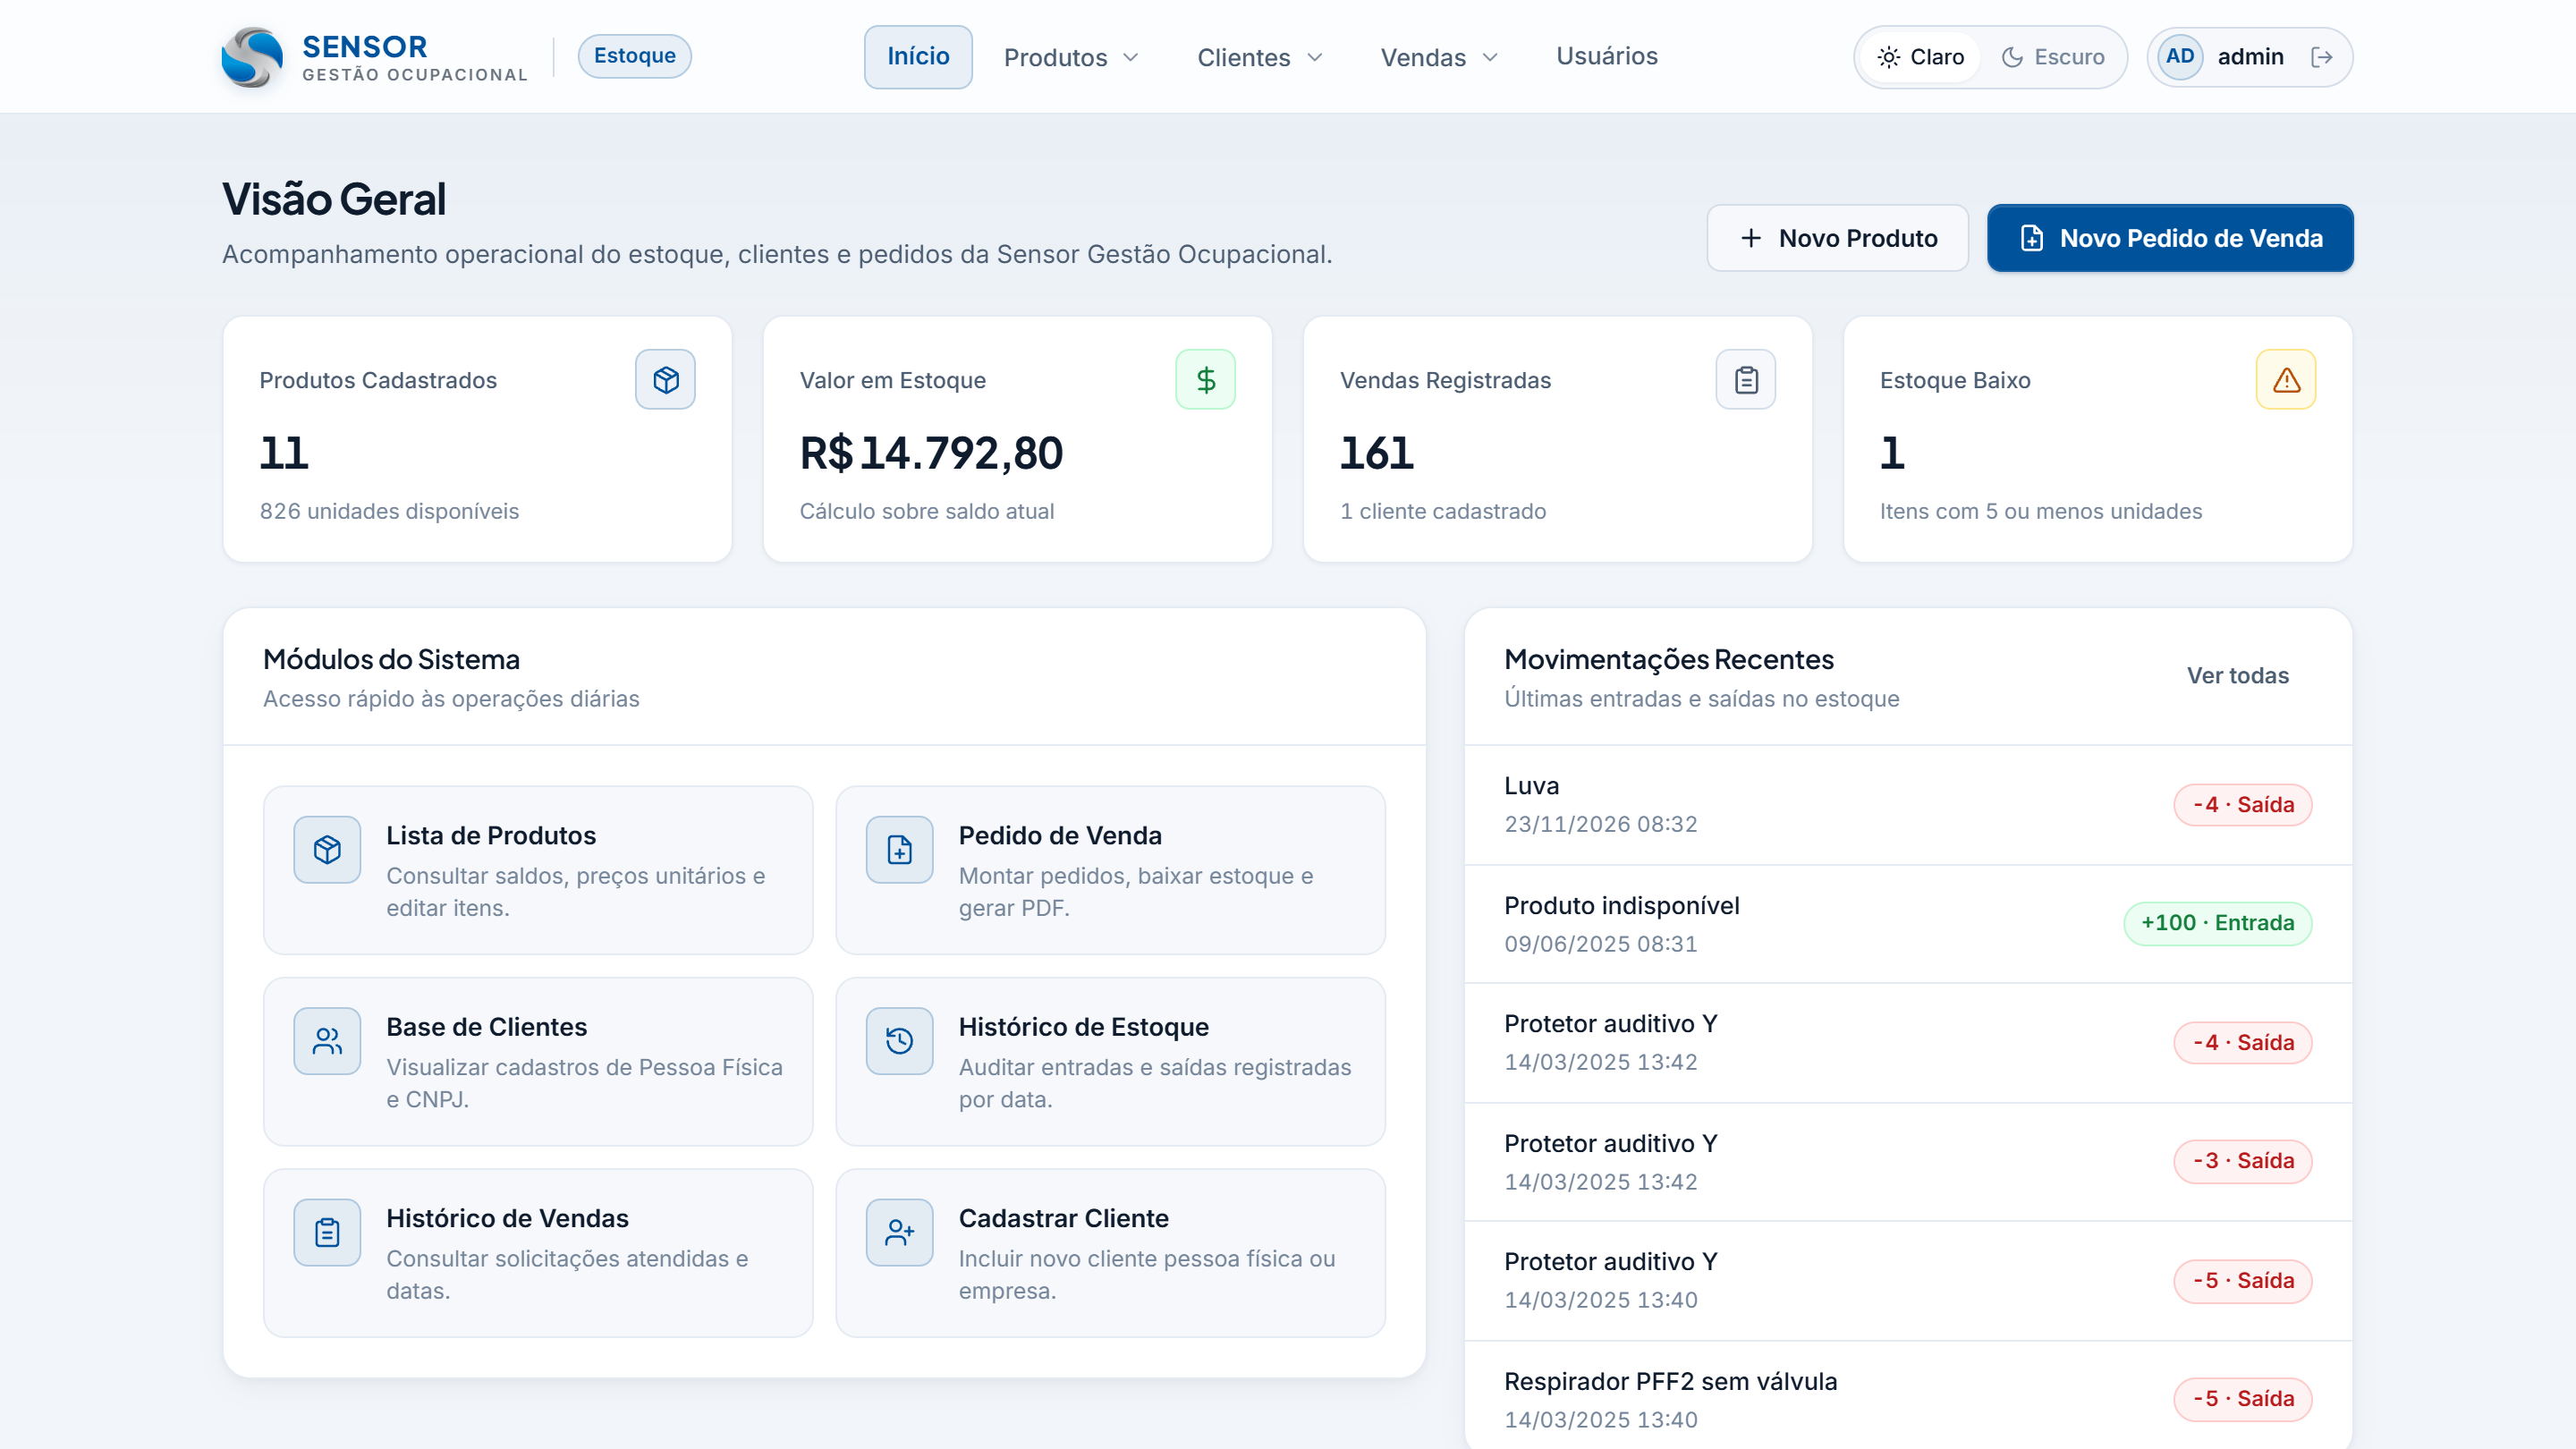 SENSOR
GESTÃO OCUPACIONAL
Estoque
Início
Produtos
Clientes
Vendas
Usuários
Claro
Escuro
AD
admin
Visão Geral
Acompanhamento operacional do estoque, clientes e pedidos da Sensor Gestão Ocupacional.
Novo Produto
Novo Pedido de Venda
Produtos Cadastrados
11
826 unidades disponíveis
Valor em Estoque
R$ 14.792,80
Cálculo sobre saldo atual
Vendas Registradas
161
1 cliente cadastrado
Estoque Baixo
1
Itens com 5 ou menos unidades
Módulos do Sistema
Acesso rápido às operações diárias
Lista de Produtos
Consultar saldos, preços unitários e
editar itens.
Pedido de Venda
Montar pedidos, baixar estoque e
gerar PDF.
Base de Clientes
Visualizar cadastros de Pessoa Física
e CNPJ.
Histórico de Estoque
Auditar entradas e saídas registradas
por data.
Histórico de Vendas
Consultar solicitações atendidas e
datas.
Cadastrar Cliente
Incluir novo cliente pessoa física ou
empresa.
Movimentações Recentes
Últimas entradas e saídas no estoque
Ver todas
Luva
23/11/2026 08:32
-4 · Saída
Produto indisponível
09/06/2025 08:31
+100 · Entrada
Protetor auditivo Y
14/03/2025 13:42
-4 · Saída
Protetor auditivo Y
14/03/2025 13:42
-3 · Saída
Protetor auditivo Y
14/03/2025 13:40
-5 · Saída
Respirador PFF2 sem válvula
14/03/2025 13:40
-5 · Saída